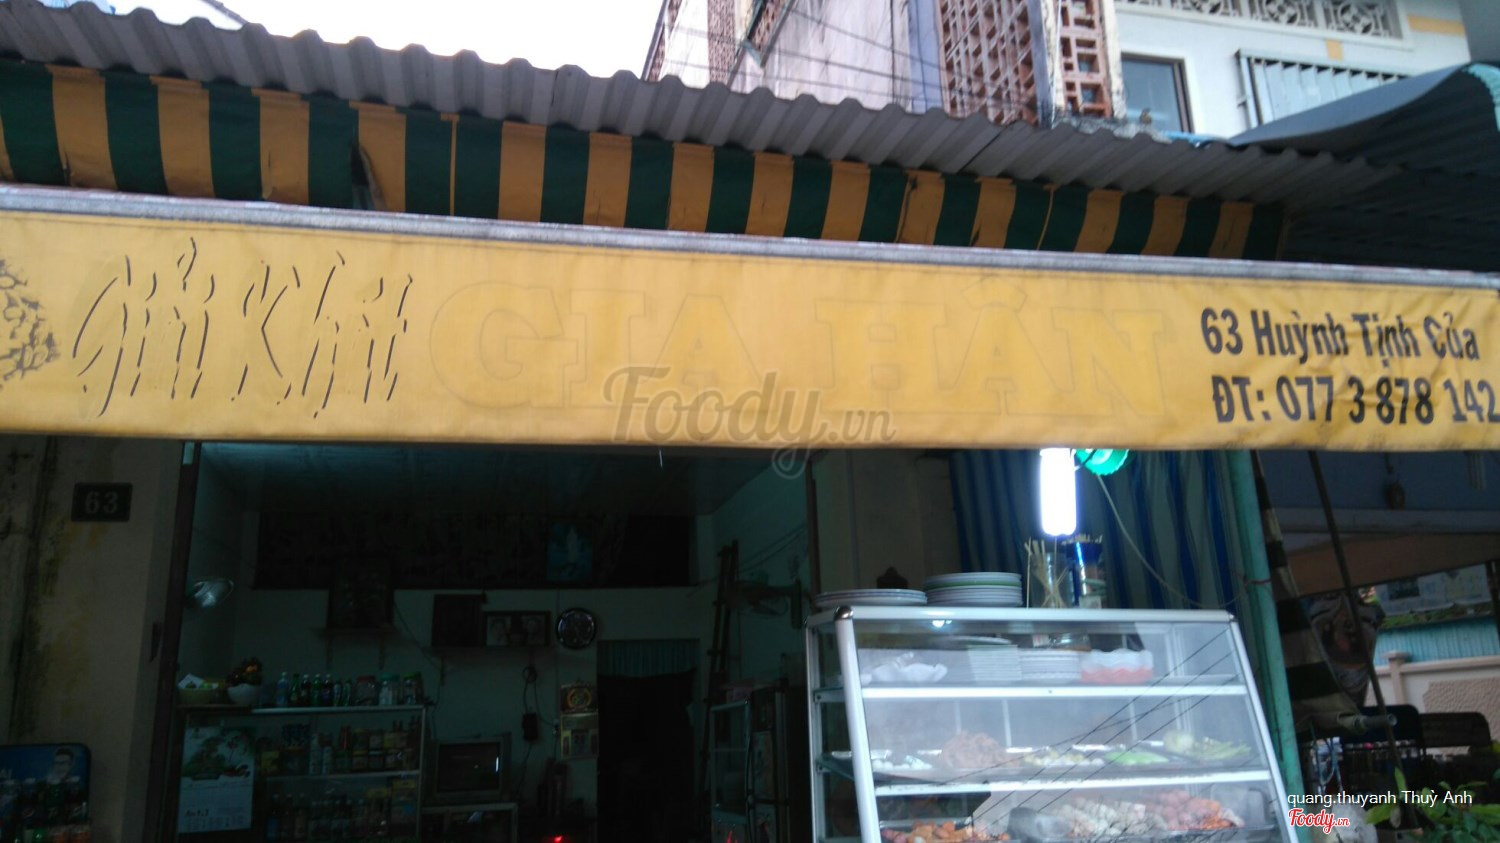 Giải Khát
GIA HÂN
63 Huỳnh Tịnh Của
ĐT: 077 3 878 142
Foody.vn
63
quang.thuyanh Thuỳ Anh
Foody.vn